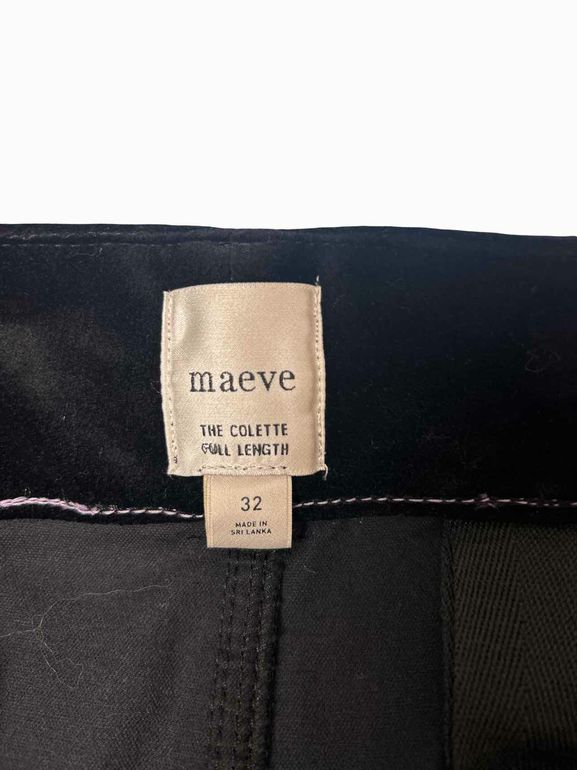 maeve
THE COLETTE
FULL LENGTH
32
MADE IN
SRI LANKA